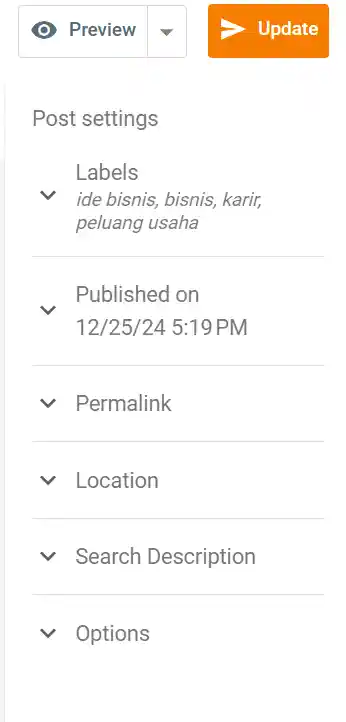 Preview
Update
Post settings
Labels
ide bisnis, bisnis, karir,
peluang usaha
Published on
12/25/24 5:19 PM
Permalink
Location
Search Description
Options